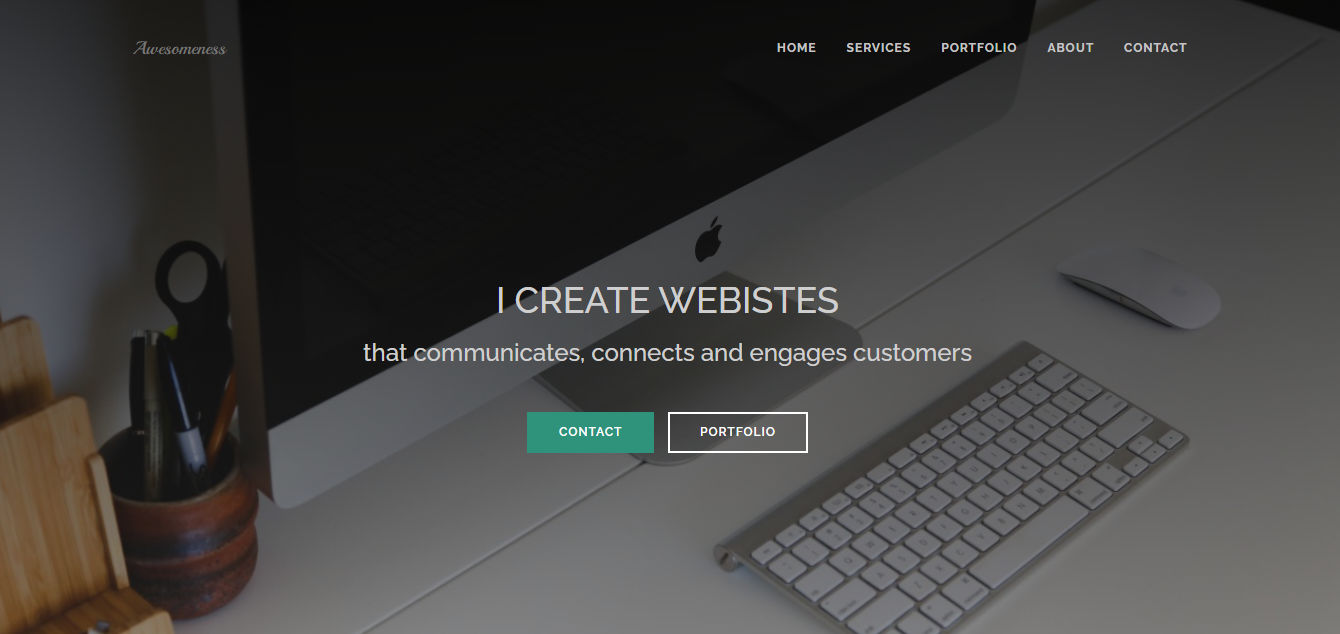 Awesomeness
HOME SERVICES PORTFOLIO ABOUT CONTACT
I CREATE WEBISTES
that communicates, connects and engages customers
CONTACT PORTFOLIO